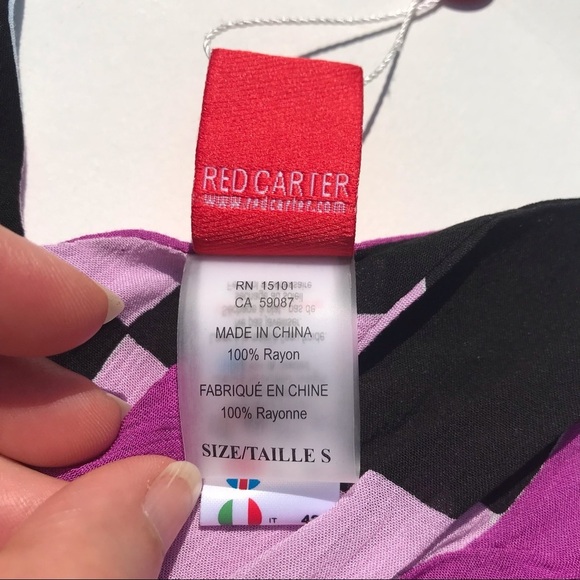 RED CARTER
www.redcarter.com
RN 15101
CA 59087
MADE IN CHINA
100% Rayon
FABRIQUÉ EN CHINE
100% Rayonne
SIZE/TAILLE S
IT